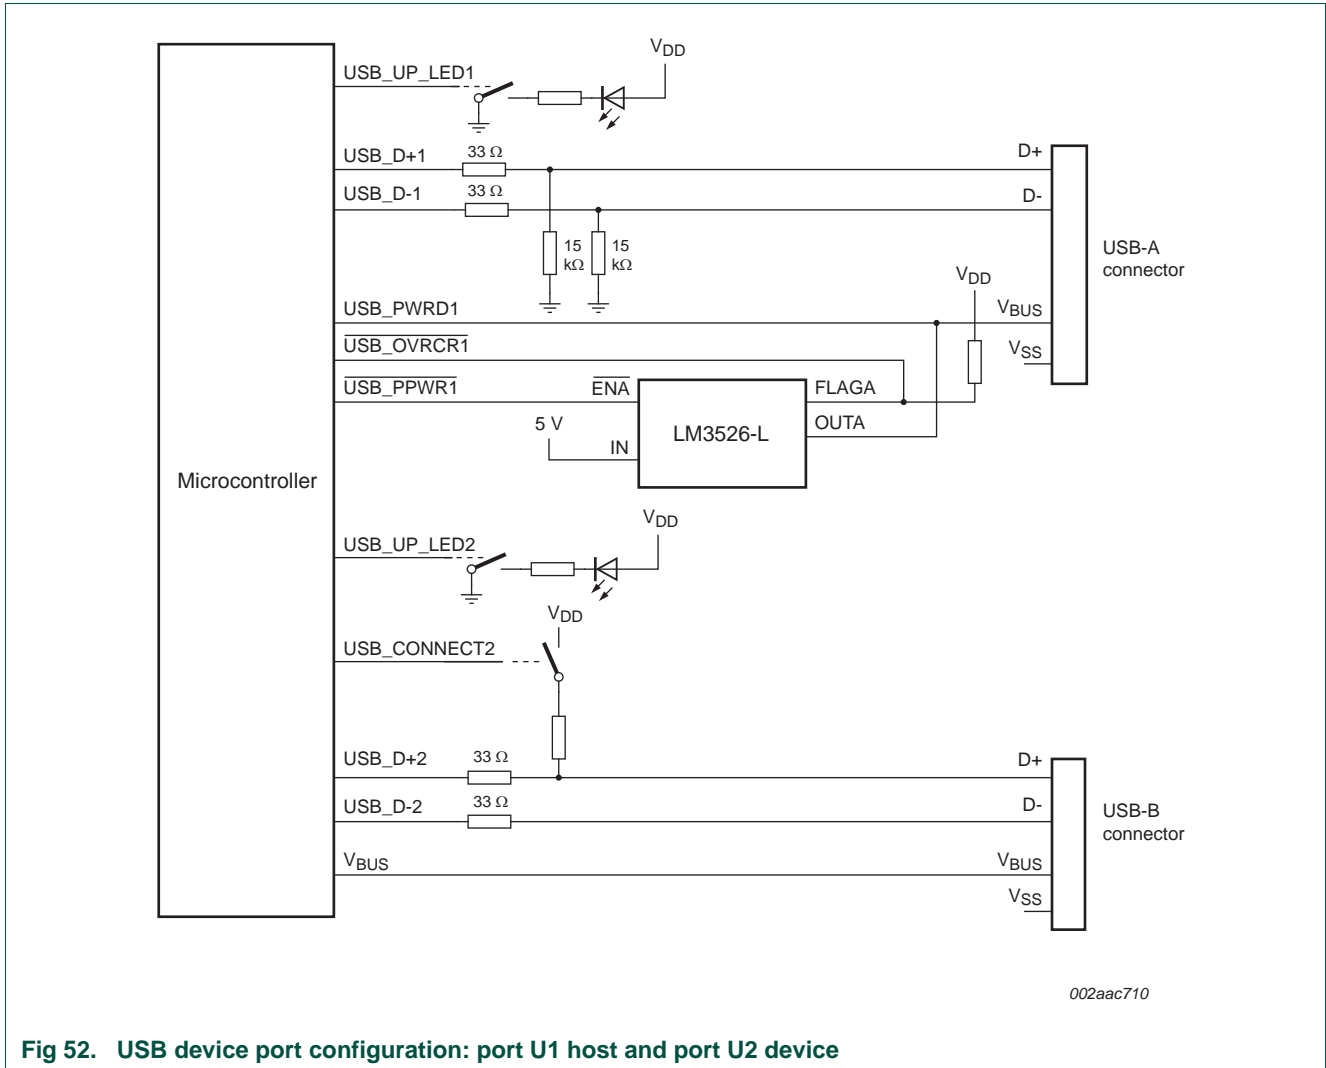 VDD
USB_UP_LED1
USB_D+1
33 Ω
D+
USB_D-1
33 Ω
D-
15 kΩ
15 kΩ
USB-A
connector
VDD
USB_PWRD1
VBUS
USB_OVRCR1
VSS
USB_PPWR1
ENA
FLAGA
5 V
IN
LM3526-L
OUTA
Microcontroller
VDD
USB_UP_LED2
VDD
USB_CONNECT2
USB_D+2
33 Ω
D+
USB_D-2
33 Ω
D-
USB-B
connector
VBUS
VBUS
VSS
002aac710
Fig 52. USB device port configuration: port U1 host and port U2 device